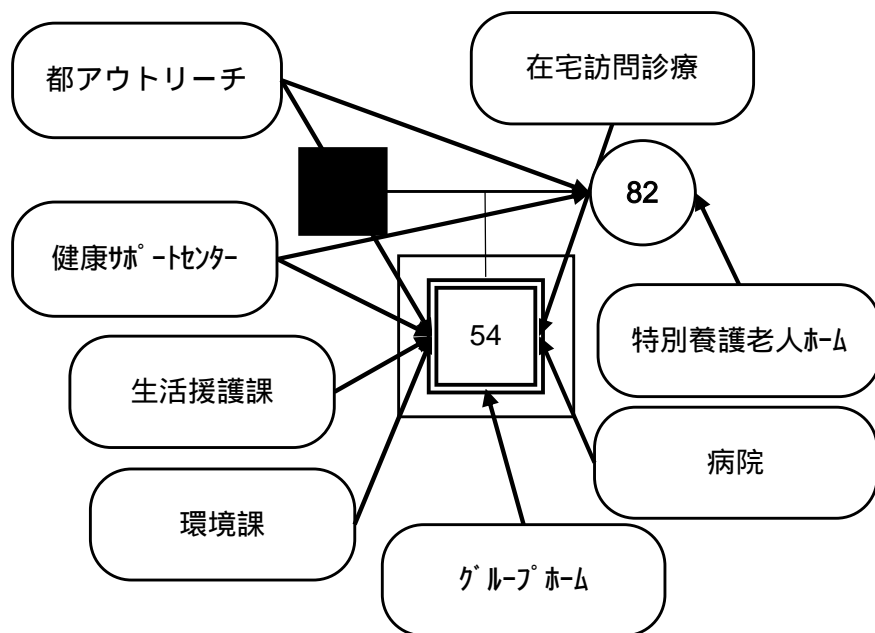 都アウトリーチ
在宅訪問診療
82
健康ｻﾎﾟｰﾄｾﾝﾀｰ
54
特別養護老人ﾎｰﾑ
生活援護課
病院
環境課
ｸﾞﾙｰﾌﾟﾎｰﾑ